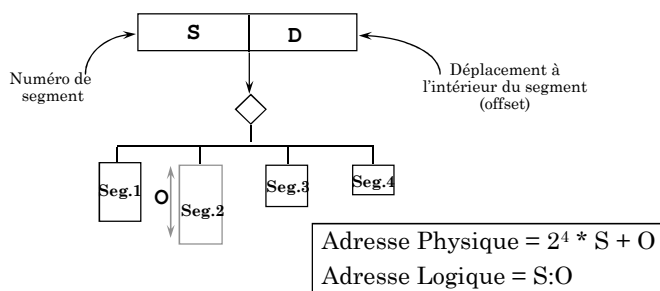 S D
Numéro de
segment
Déplacement à
l'intérieur du segment
(offset)
Seg.1
O
Seg.2
Seg.3
Seg.4
Adresse Physique = 2⁴ * S + O
Adresse Logique = S:O